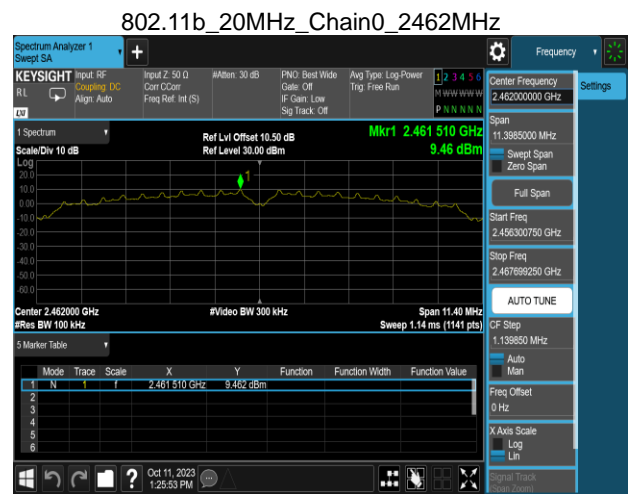 802.11b_20MHz_Chain0_2462MHz
Spectrum Analyzer 1
Swept SA
+
Frequency
KEYSIGHT
RL
LXI
Input: RF
Coupling: DC
Align: Auto
Input Z: 50 Ω
Corr CCorr
Freq Ref: Int (S)
#Atten: 30 dB
PNO: Best Wide
Gate: Off
IF Gain: Low
Sig Track: Off
Avg Type: Log-Power
Trig: Free Run
1 2 3 4 5 6
M W W W W W
P N N N N N
1 Spectrum
Scale/Div 10 dB
Ref Lvl Offset 10.50 dB
Ref Level 30.00 dBm
Mkr1 2.461 510 GHz
9.46 dBm
Log
20.0
10.0
0.00
-10.0
-20.0
-30.0
-40.0
-50.0
-60.0
1
Center 2.462000 GHz
#Res BW 100 kHz
#Video BW 300 kHz
Span 11.40 MHz
Sweep 1.14 ms (1141 pts)
5 Marker Table
Mode Trace Scale X Y Function Function Width Function Value
1 N 1 f 2.461 510 GHz 9.462 dBm
2
3
4
5
6
Oct 11, 2023
1:25:53 PM
?
Center Frequency
2.462000000 GHz
Settings
Span
11.3985000 MHz
Swept Span
Zero Span
Full Span
Start Freq
2.456300750 GHz
Stop Freq
2.467699250 GHz
AUTO TUNE
CF Step
1.139850 MHz
Auto
Man
Freq Offset
0 Hz
X Axis Scale
Log
Lin
Signal Track
(Span Zoom)